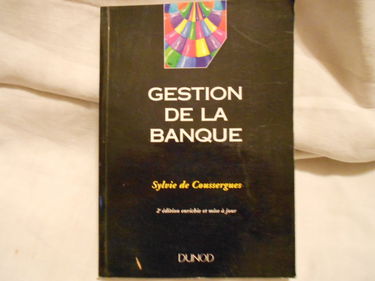 GESTION
DE LA
BANQUE
Sylvie de Coussergues
2e édition enrichie et mise à jour
DUNOD